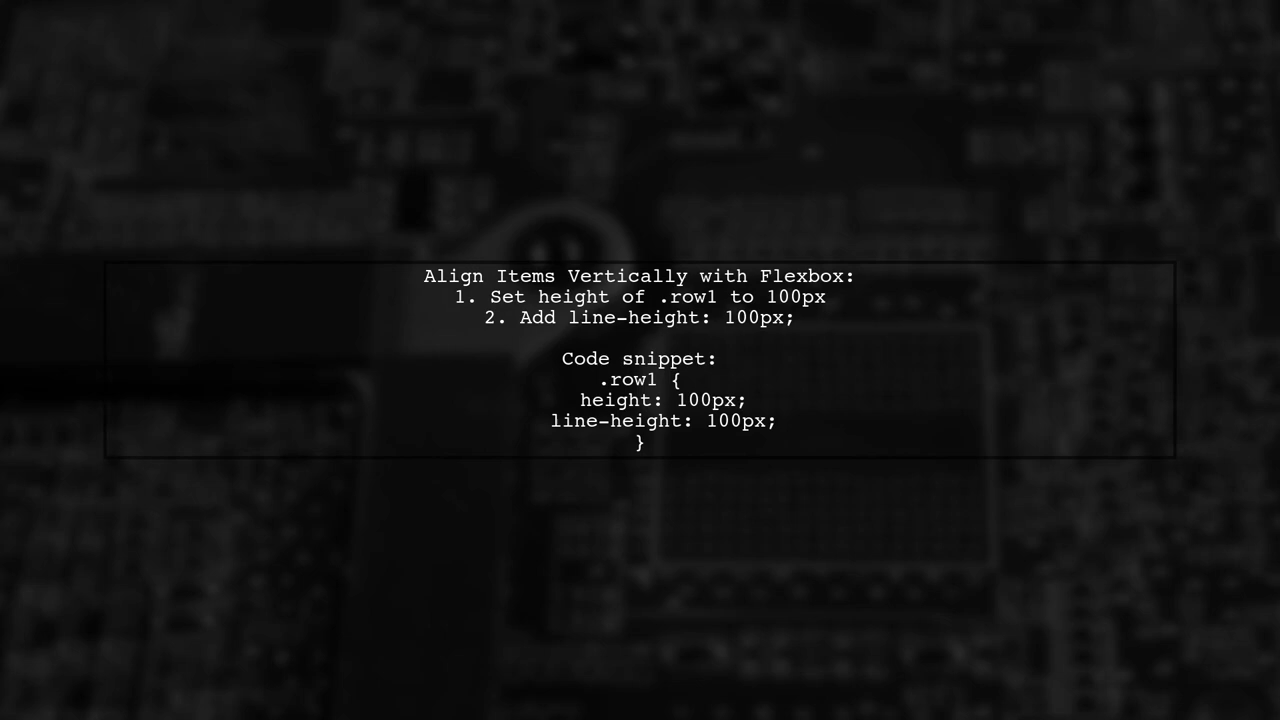 Align Items Vertically with Flexbox:
1. Set height of .row1 to 100px
2. Add line-height: 100px;
Code snippet:
.row1 {
height: 100px;
line-height: 100px;
}